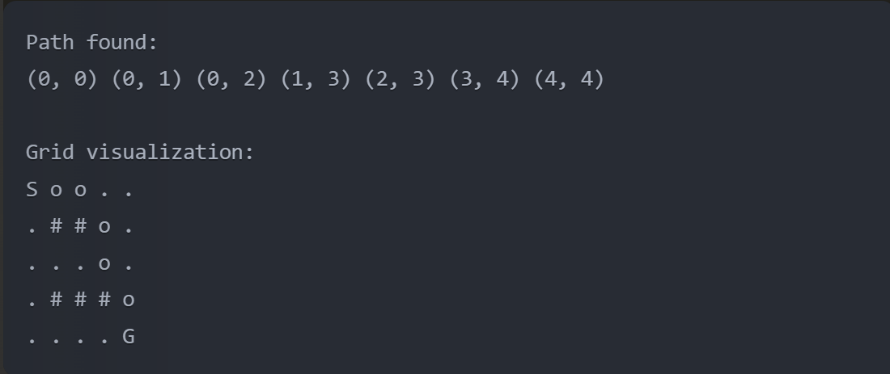 Path found:
(0, 0) (0, 1) (0, 2) (1, 3) (2, 3) (3, 4) (4, 4)
Grid visualization:
S o o . .
. # # o .
. . . o .
. # # # o
. . . . G